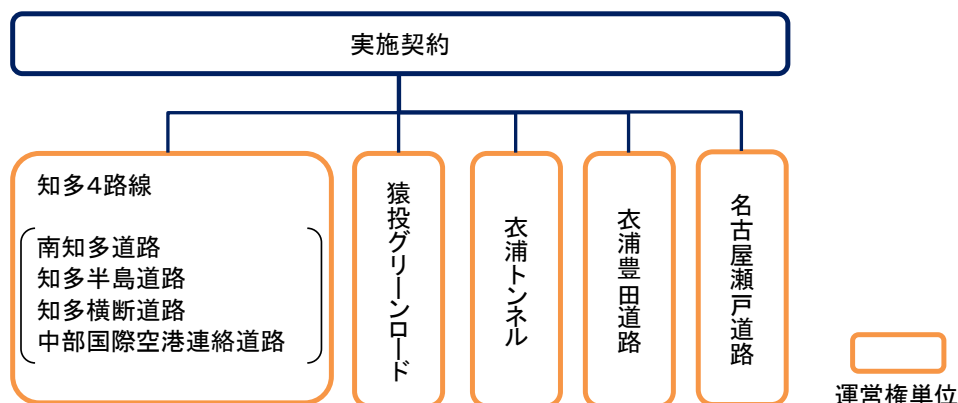 実施契約
知多4路線
南知多道路
知多半島道路
知多横断道路
中部国際空港連絡道路
猿投グリーンロード
衣浦トンネル
衣浦豊田道路
名古屋瀬戸道路
運営権単位